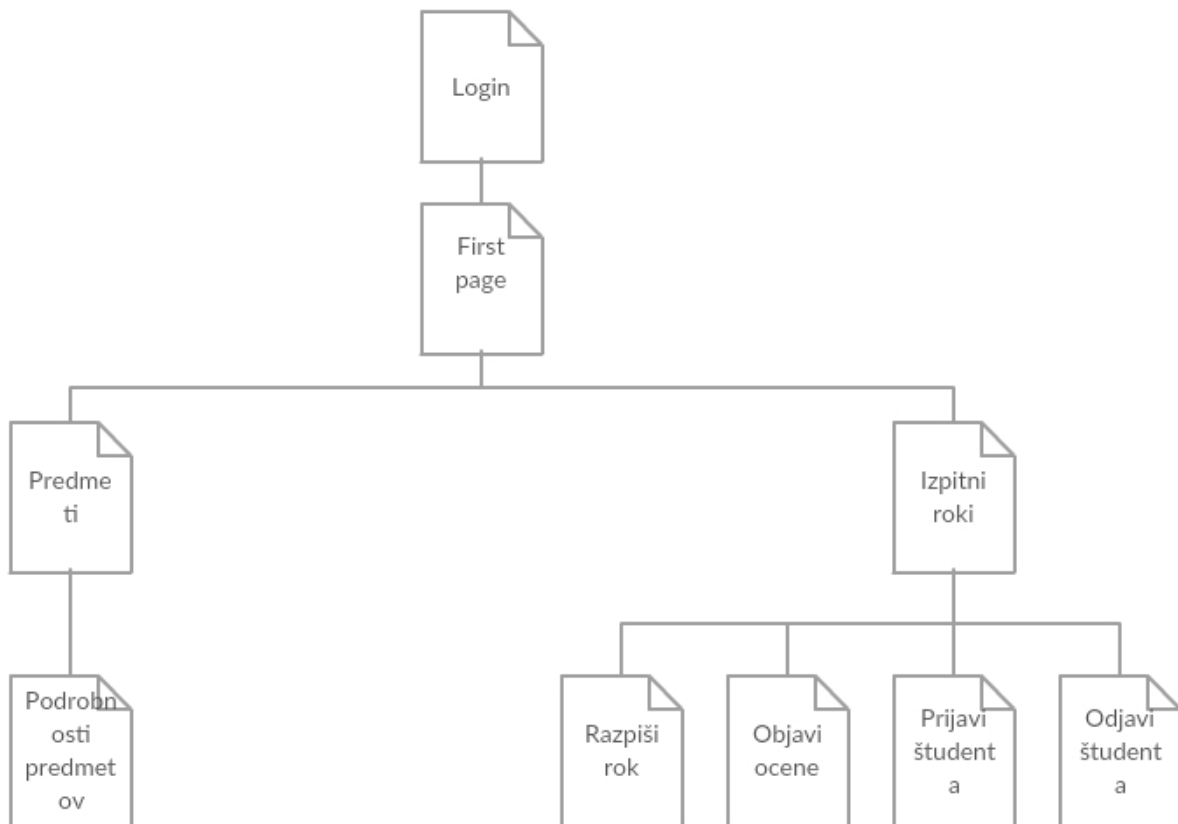 Login
First
page
Predme
ti
Izpitni
roki
Podrobn
osti
predmet
ov
Razpiši
rok
Objavi
ocene
Prijavi
študent
a
Odjavi
študent
a